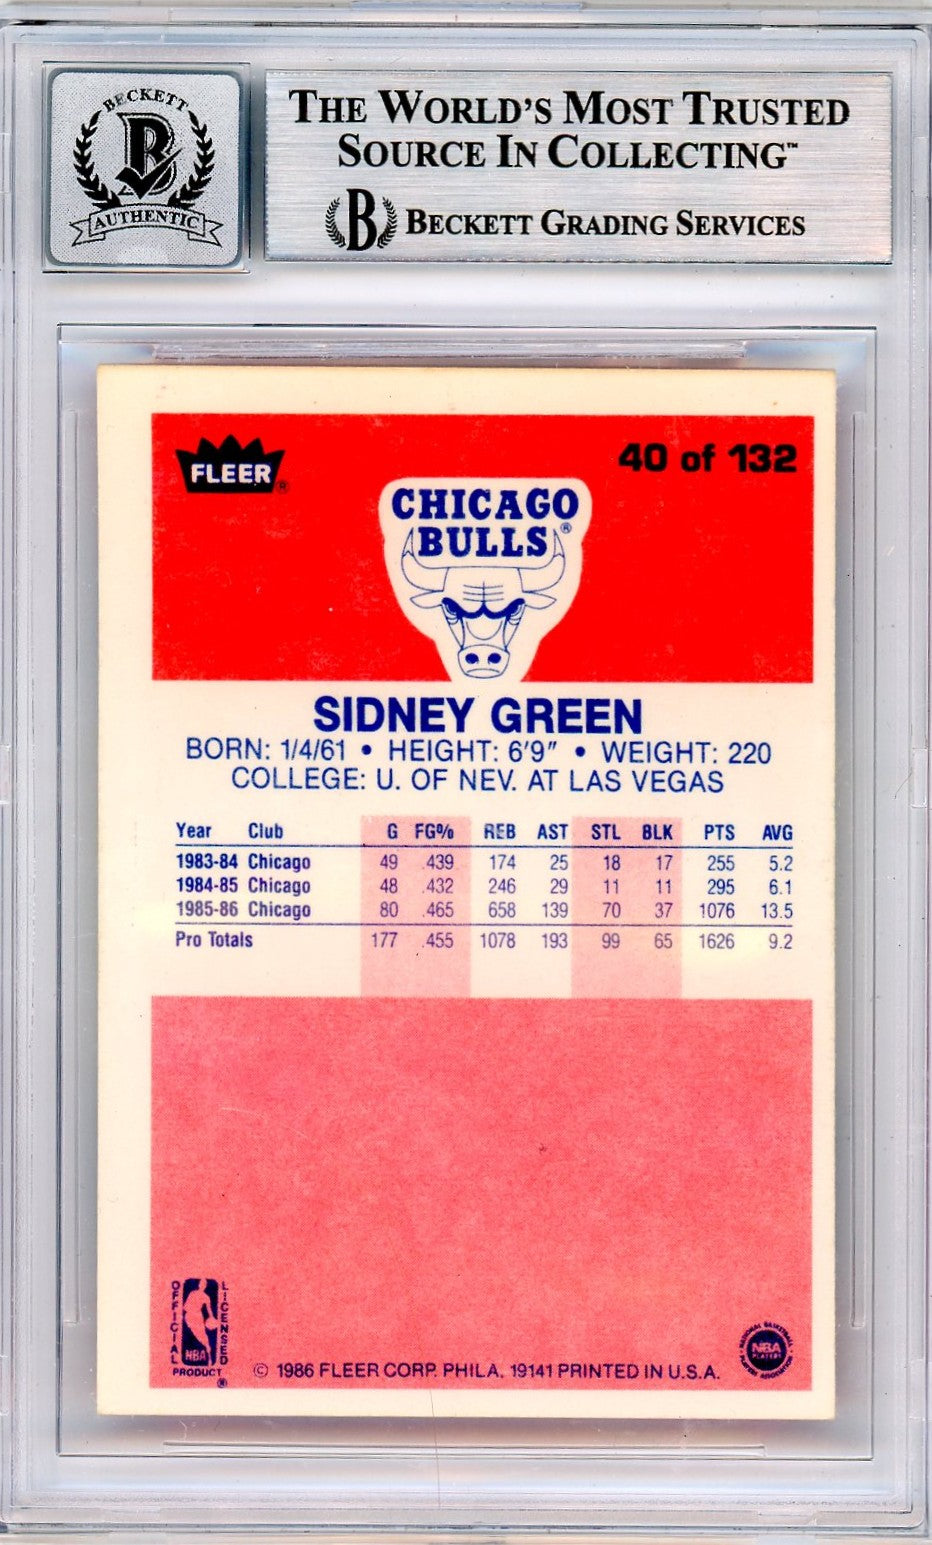 BECKETT
B
AUTHENTIC
THE WORLD'S MOST TRUSTED
SOURCE IN COLLECTING™
B BECKETT GRADING SERVICES
FLEER®
40 of 132
CHICAGO
BULLS®
SIDNEY GREEN
BORN: 1/4/61 • HEIGHT: 6'9" • WEIGHT: 220
COLLEGE: U. OF NEV. AT LAS VEGAS
Year Club G FG% REB AST STL BLK PTS AVG
1983-84 Chicago 49 .439 174 25 18 17 255 5.2
1984-85 Chicago 48 .432 246 29 11 11 295 6.1
1985-86 Chicago 80 .465 658 139 70 37 1076 13.5
Pro Totals 177 .455 1078 193 99 65 1626 9.2
OFFICIAL LICENSED
NBA
PRODUCT ®
© 1986 FLEER CORP. PHILA. 19141 PRINTED IN U.S.A.
NATIONAL BASKETBALL
NBA
PLAYERS
ASSOCIATION